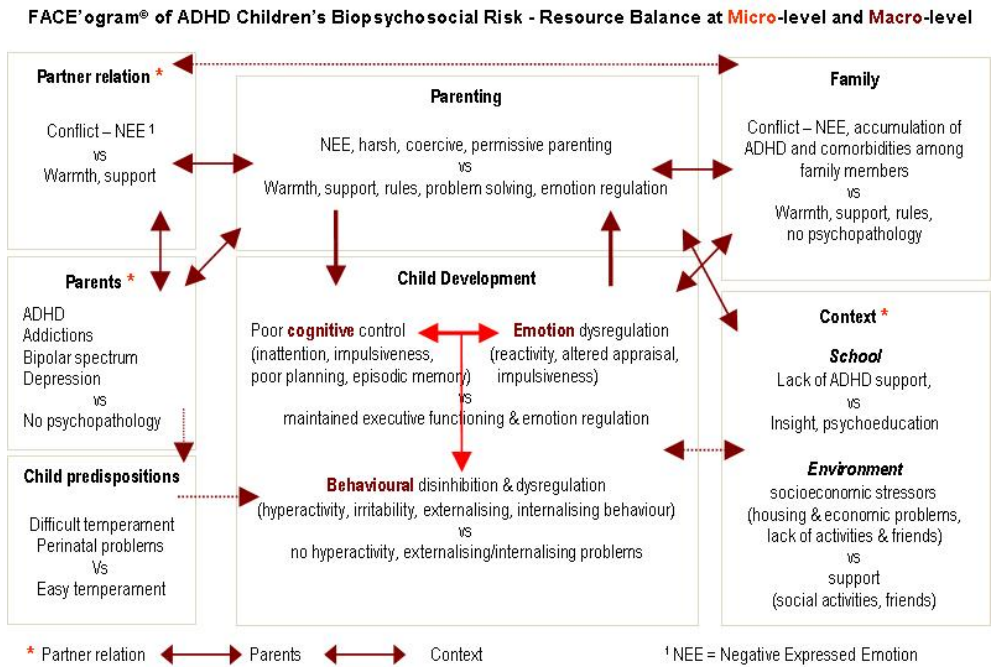 FACE'ogram® of ADHD Children's Biopsychosocial Risk - Resource Balance at Micro-level and Macro-level
Partner relation *
Conflict – NEE ¹
vs
Warmth, support
Parenting
NEE, harsh, coercive, permissive parenting
vs
Warmth, support, rules, problem solving, emotion regulation
Family
Conflict – NEE, accumulation of
ADHD and comorbidities among
family members
vs
Warmth, support, rules,
no psychopathology
Parents *
ADHD
Addictions
Bipolar spectrum
Depression
vs
No psychopathology
Child Development
Poor cognitive control
(inattention, impulsiveness,
poor planning, episodic memory)
Emotion dysregulation
(reactivity, altered appraisal,
impulsiveness)
vs
maintained executive functioning & emotion regulation
Behavioural disinhibition & dysregulation
(hyperactivity, irritability, externalising, internalising behaviour)
vs
no hyperactivity, externalising/internalising problems
Context *
School
Lack of ADHD support,
vs
Insight, psychoeducation
Environment
socioeconomic stressors
(housing & economic problems,
lack of activities & friends)
vs
support
(social activities, friends)
Child predispositions
Difficult temperament
Perinatal problems
Vs
Easy temperament
* Partner relation Parents Context
¹ NEE = Negative Expressed Emotion